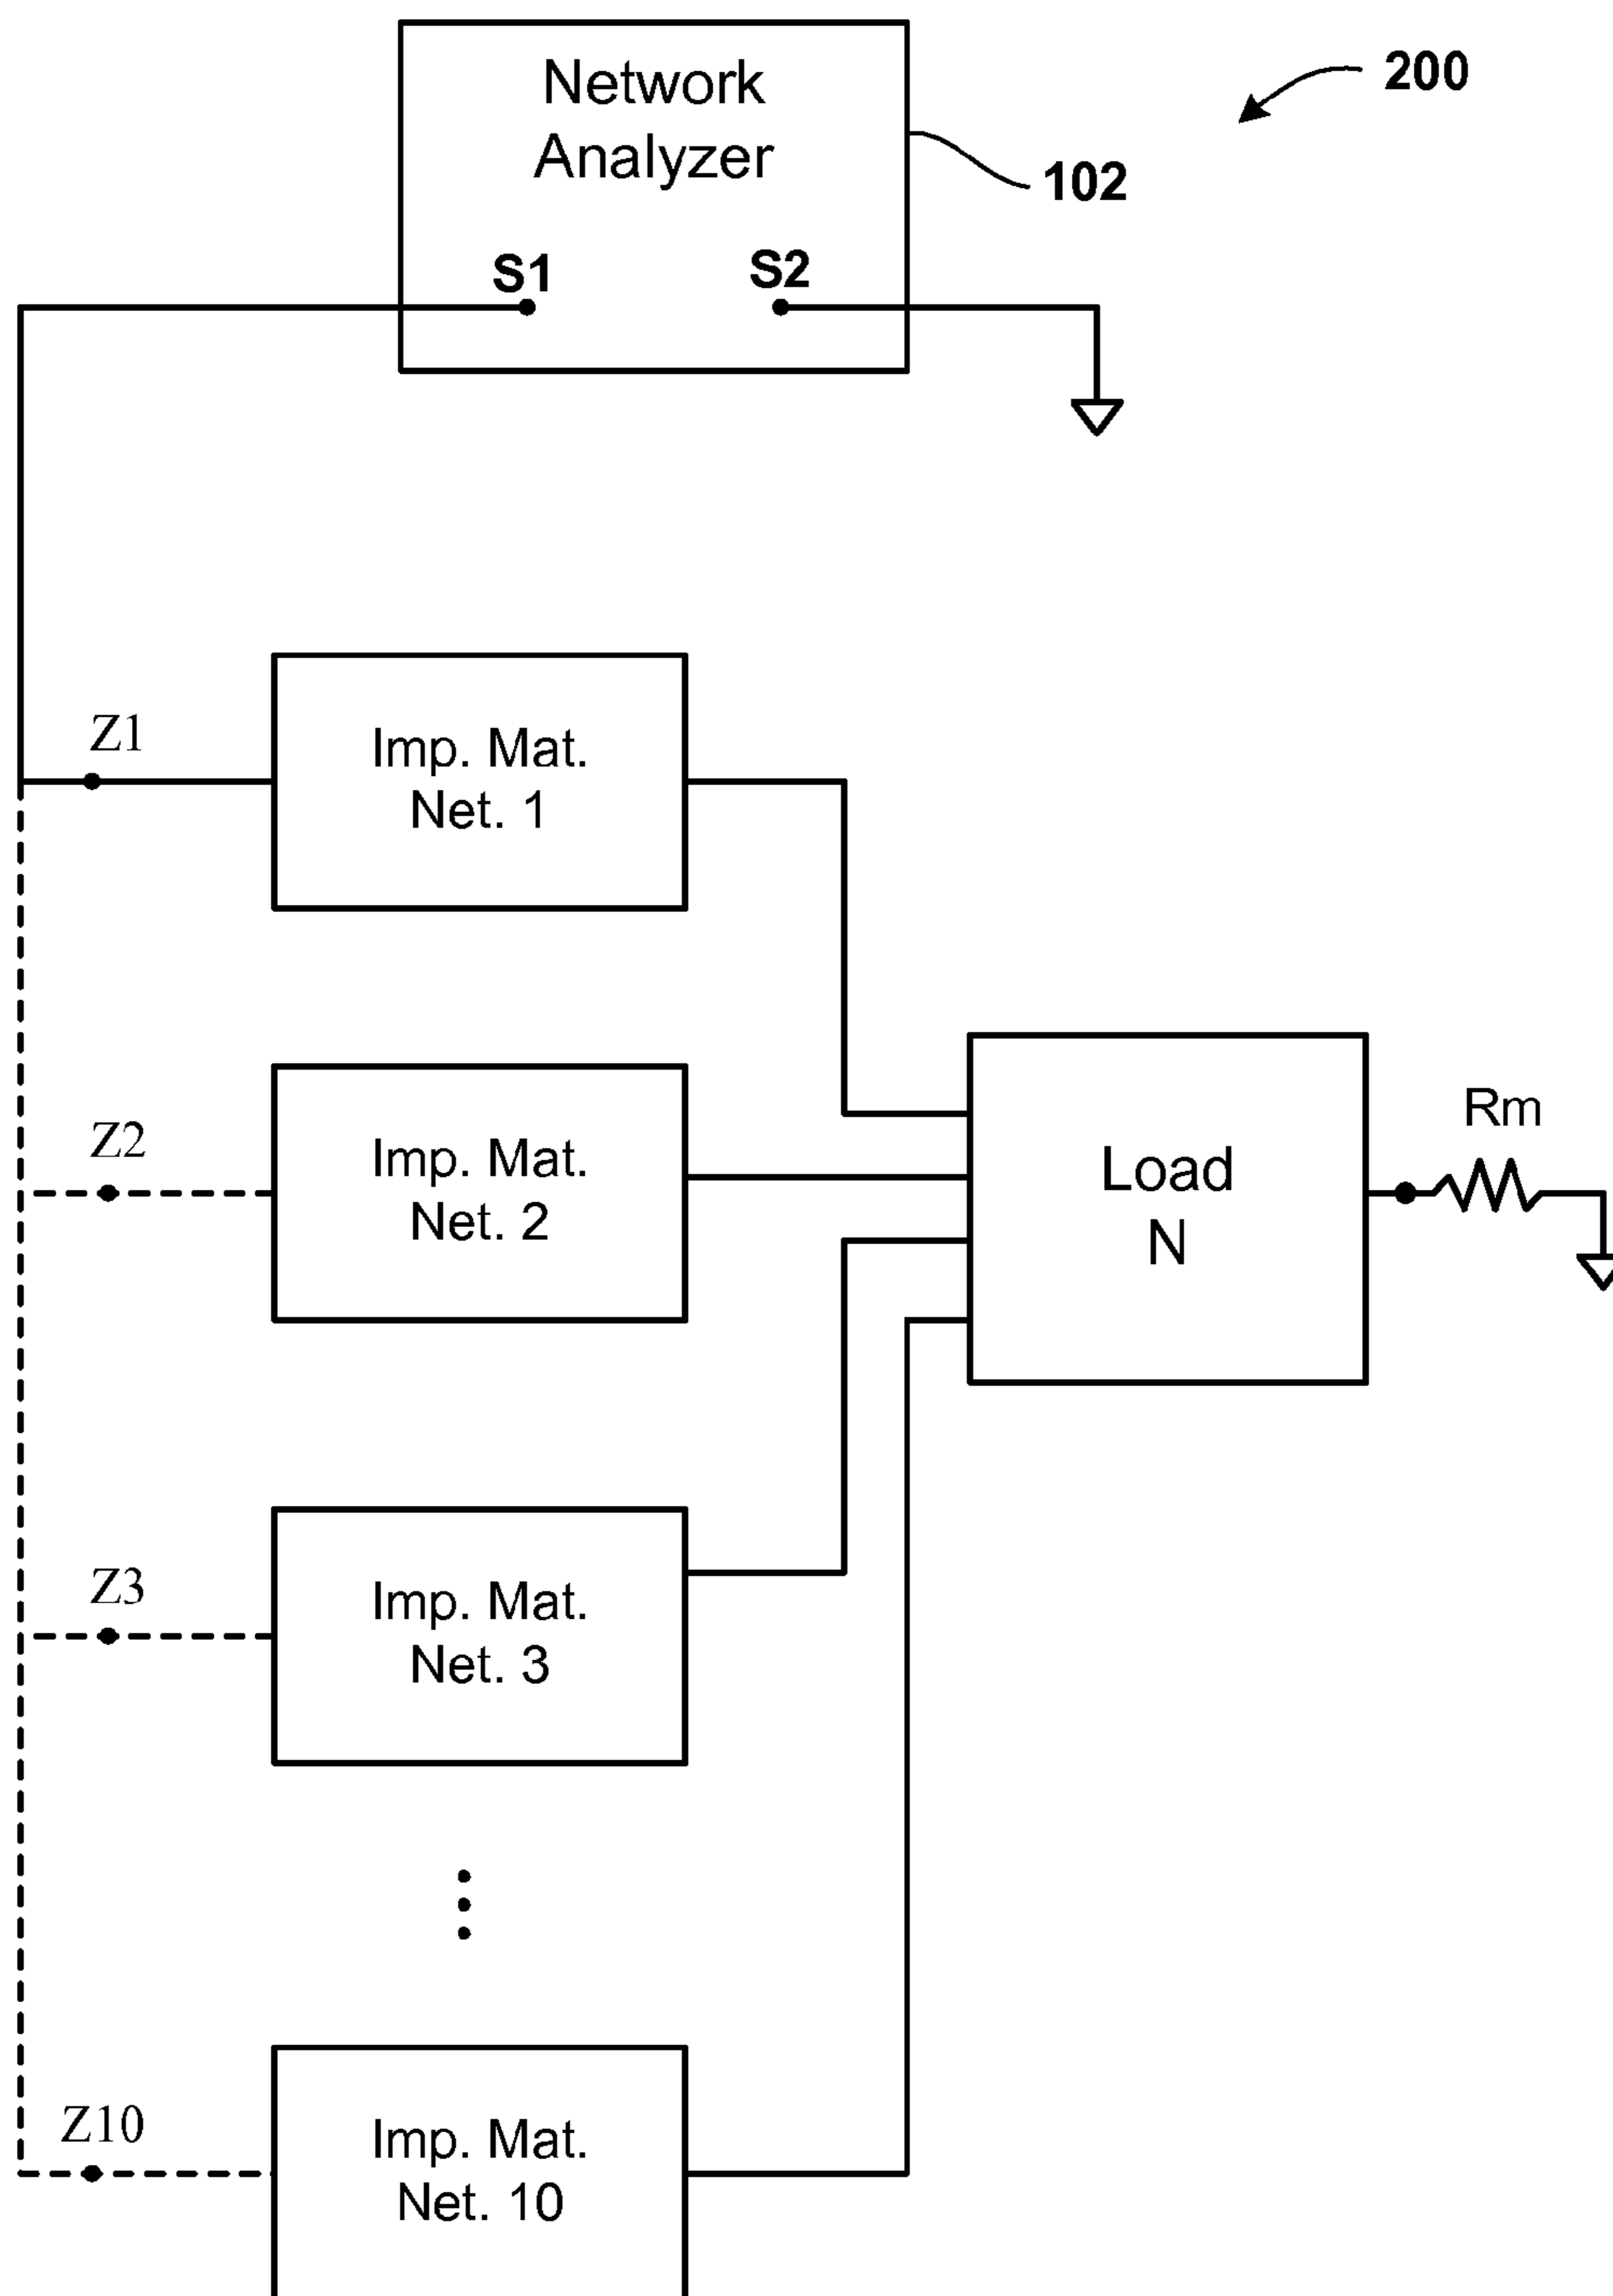 Network
Analyzer
200
102
S1
S2
Z1
Imp. Mat.
Net. 1
Z2
Imp. Mat.
Net. 2
Load
N
Rm
Z3
Imp. Mat.
Net. 3
Z10
Imp. Mat.
Net. 10